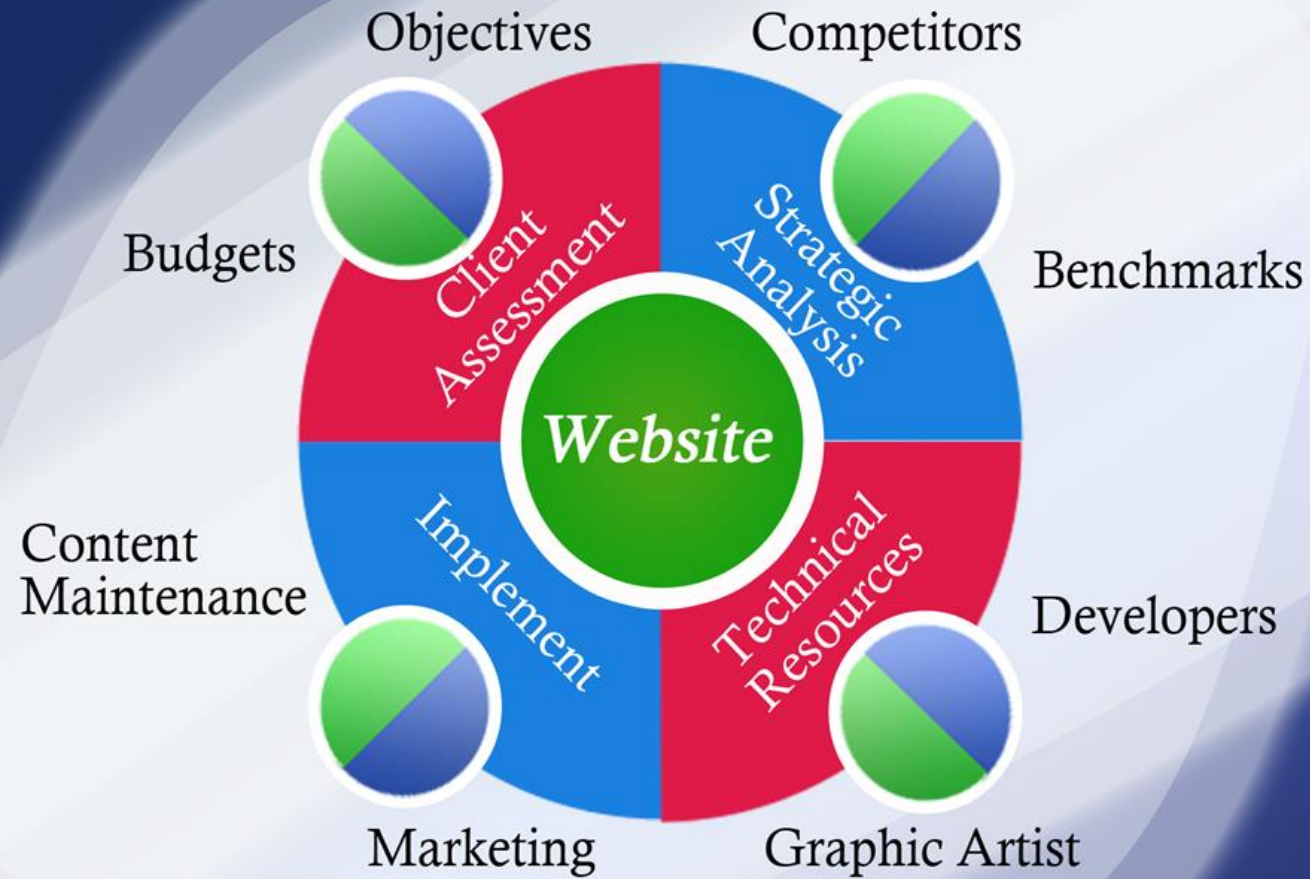 Objectives
Competitors
Budgets
Client
Assessment
Strategic
Analysis
Benchmarks
Website
Content
Maintenance
Implement
Technical
Resources
Developers
Marketing
Graphic Artist